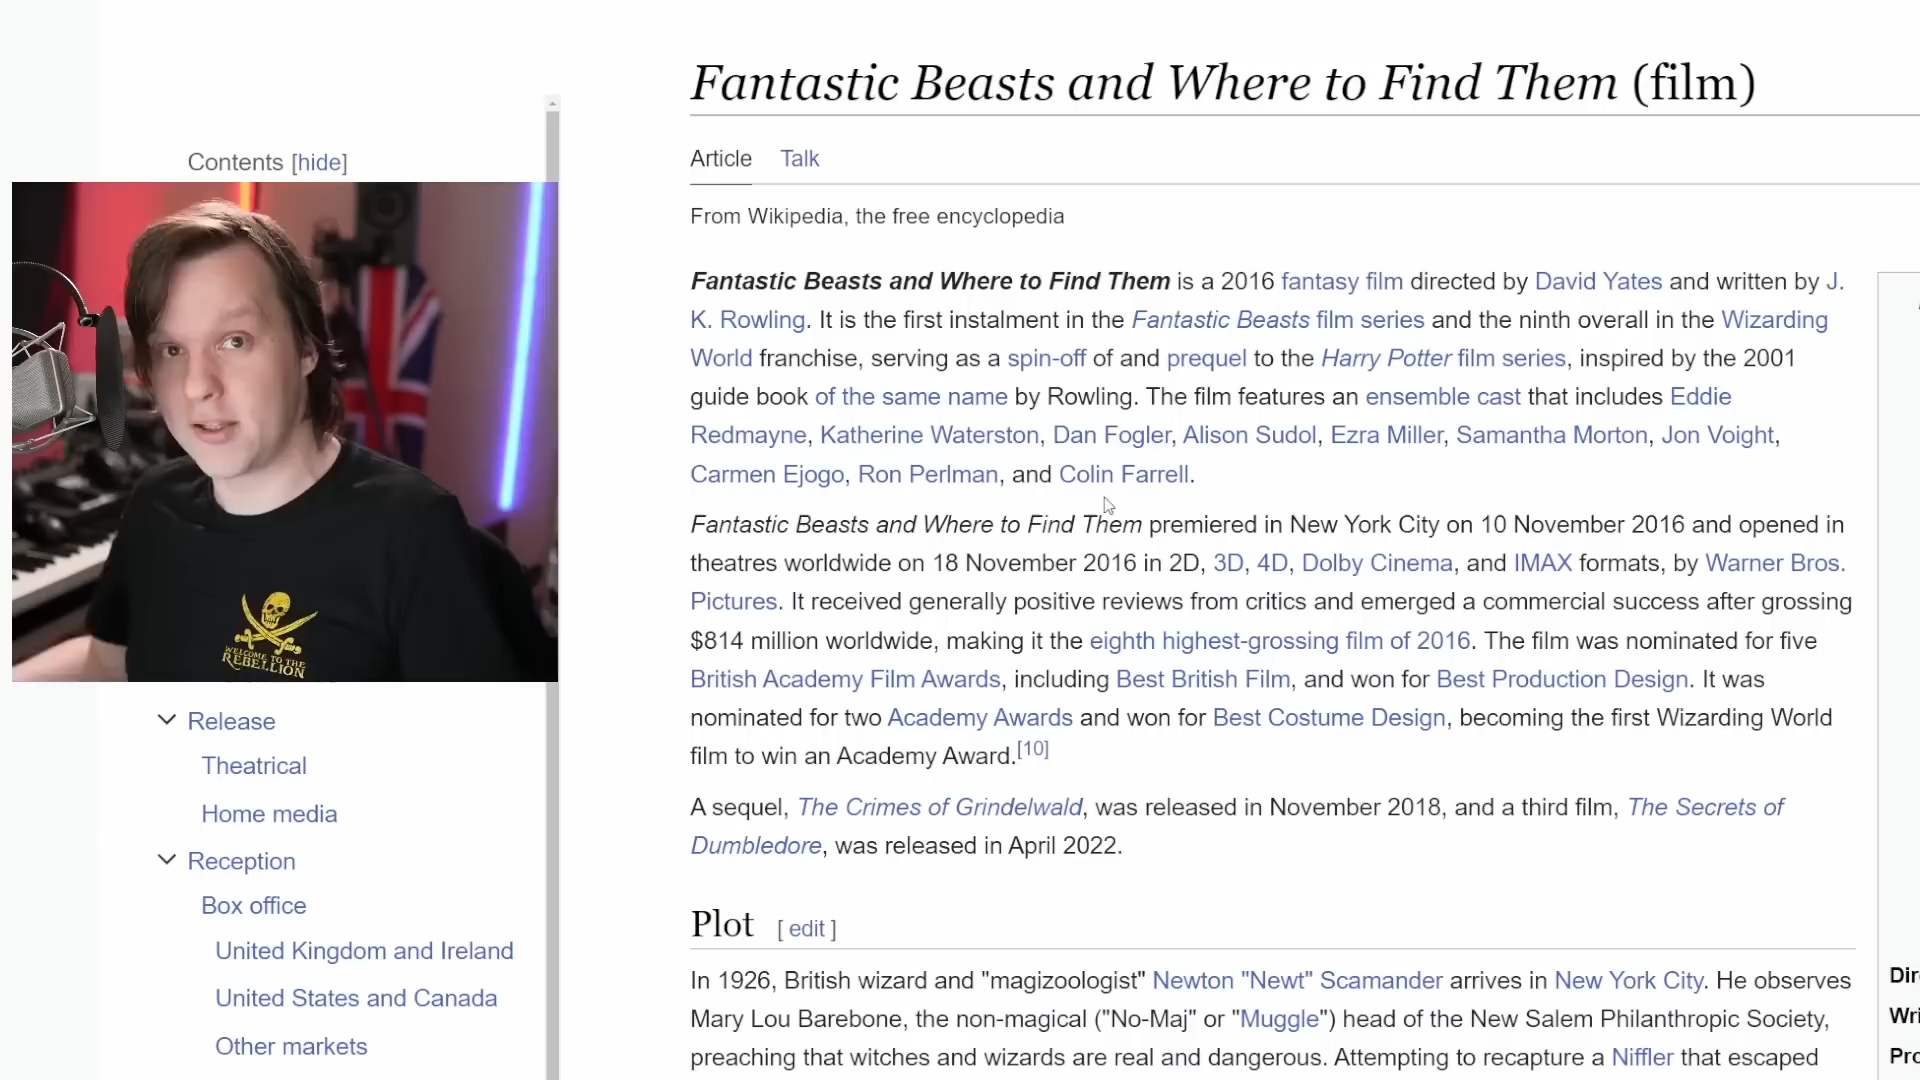 Fantastic Beasts and Where to Find Them (film)
Contents [hide]
Article Talk
From Wikipedia, the free encyclopedia
Fantastic Beasts and Where to Find Them is a 2016 fantasy film directed by David Yates and written by J.
K. Rowling. It is the first instalment in the Fantastic Beasts film series and the ninth overall in the Wizarding
World franchise, serving as a spin-off of and prequel to the Harry Potter film series, inspired by the 2001
guide book of the same name by Rowling. The film features an ensemble cast that includes Eddie
Redmayne, Katherine Waterston, Dan Fogler, Alison Sudol, Ezra Miller, Samantha Morton, Jon Voight,
Carmen Ejogo, Ron Perlman, and Colin Farrell.
Fantastic Beasts and Where to Find Them premiered in New York City on 10 November 2016 and opened in
theatres worldwide on 18 November 2016 in 2D, 3D, 4D, Dolby Cinema, and IMAX formats, by Warner Bros.
Pictures. It received generally positive reviews from critics and emerged a commercial success after grossing
$814 million worldwide, making it the eighth highest-grossing film of 2016. The film was nominated for five
British Academy Film Awards, including Best British Film, and won for Best Production Design. It was
nominated for two Academy Awards and won for Best Costume Design, becoming the first Wizarding World
film to win an Academy Award.[10]
A sequel, The Crimes of Grindelwald, was released in November 2018, and a third film, The Secrets of
Dumbledore, was released in April 2022.
Plot [ edit ]
In 1926, British wizard and "magizoologist" Newton "Newt" Scamander arrives in New York City. He observes
Mary Lou Barebone, the non-magical ("No-Maj" or "Muggle") head of the New Salem Philanthropic Society,
preaching that witches and wizards are real and dangerous. Attempting to recapture a Niffler that escaped
WELCOME TO THE
REBELLION
Release
Theatrical
Home media
Reception
Box office
United Kingdom and Ireland
United States and Canada
Other markets